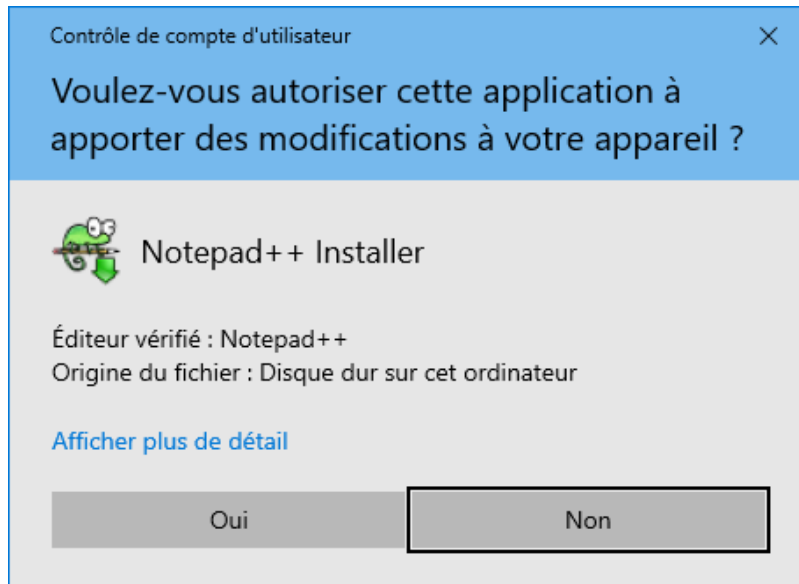 Contrôle de compte d'utilisateur
Voulez-vous autoriser cette application à
apporter des modifications à votre appareil ?
Notepad++ Installer
Éditeur vérifié : Notepad++
Origine du fichier : Disque dur sur cet ordinateur
Afficher plus de détail
Oui
Non